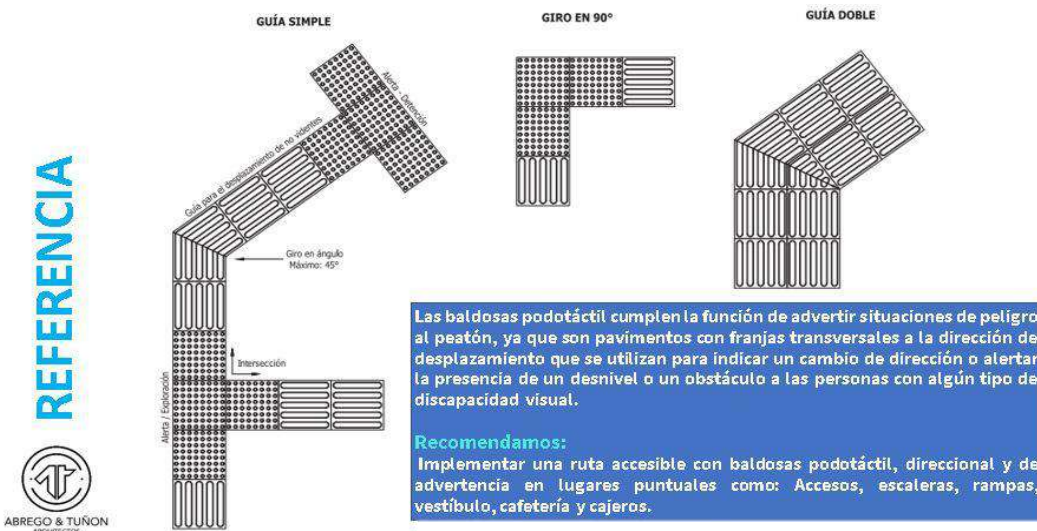 GUÍA SIMPLE
GIRO EN 90°
GUÍA DOBLE
Alerta - Detención
Guía para el desplazamiento de no videntes
Giro en ángulo
Máximo: 45°
Intersección
Alerta / Exploración
REFERENCIA
Las baldosas podotáctil cumplen la función de advertir situaciones de peligro
al peatón, ya que son pavimentos con franjas transversales a la dirección de
desplazamiento que se utilizan para indicar un cambio de dirección o alertar
la presencia de un desnivel o un obstáculo a las personas con algún tipo de
discapacidad visual.
Recomendamos:
Implementar una ruta accesible con baldosas podotáctil, direccional y de
advertencia en lugares puntuales como: Accesos, escaleras, rampas,
vestíbulo, cafetería y cajeros.
ABREGO & TUÑON